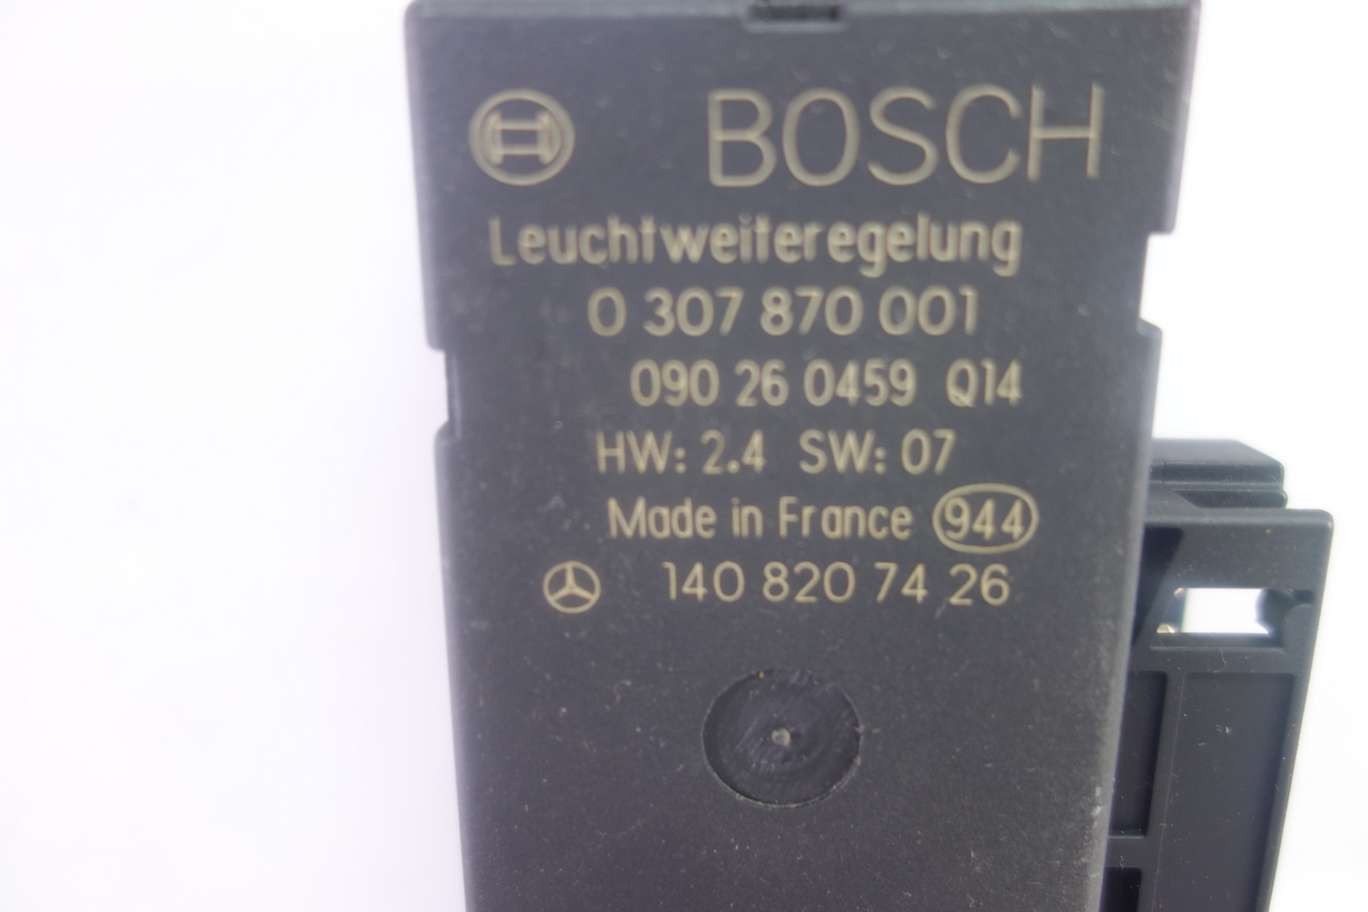 BOSCH
Leuchtweiteregelung
0 307 870 001
090 26 0459 Q14
HW: 2.4 SW: 07
Made in France 944
140 820 74 26